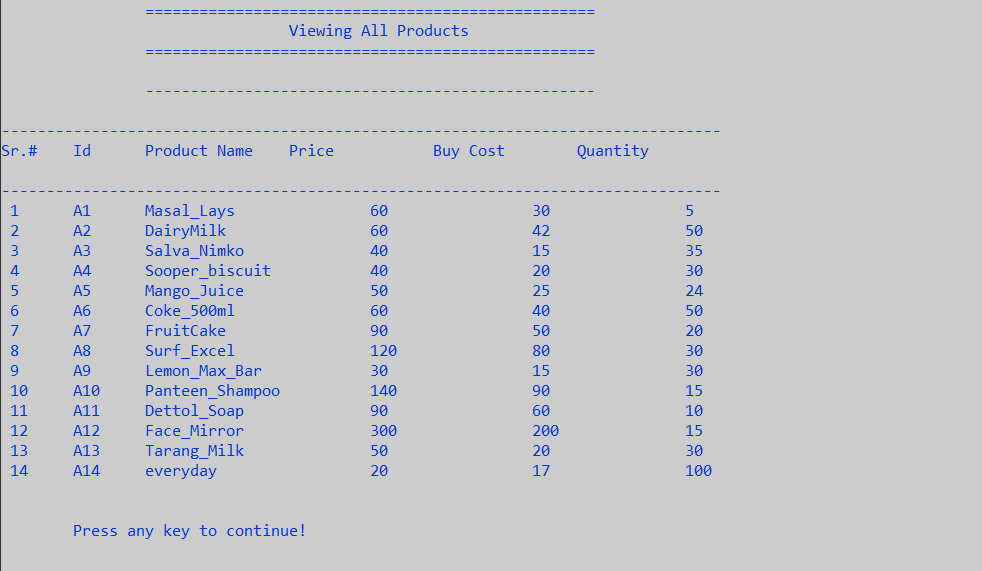 ==================================================
Viewing All Products
==================================================
--------------------------------------------------
--------------------------------------------------------------------------------
Sr.# Id Product Name Price Buy Cost Quantity
--------------------------------------------------------------------------------
1 A1 Masal_Lays 60 30 5
2 A2 DairyMilk 60 42 50
3 A3 Salva_Nimko 40 15 35
4 A4 Sooper_biscuit 40 20 30
5 A5 Mango_Juice 50 25 24
6 A6 Coke_500ml 60 40 50
7 A7 FruitCake 90 50 20
8 A8 Surf_Excel 120 80 30
9 A9 Lemon_Max_Bar 30 15 30
10 A10 Panteen_Shampoo 140 90 15
11 A11 Dettol_Soap 90 60 10
12 A12 Face_Mirror 300 200 15
13 A13 Tarang_Milk 50 20 30
14 A14 everyday 20 17 100
Press any key to continue!